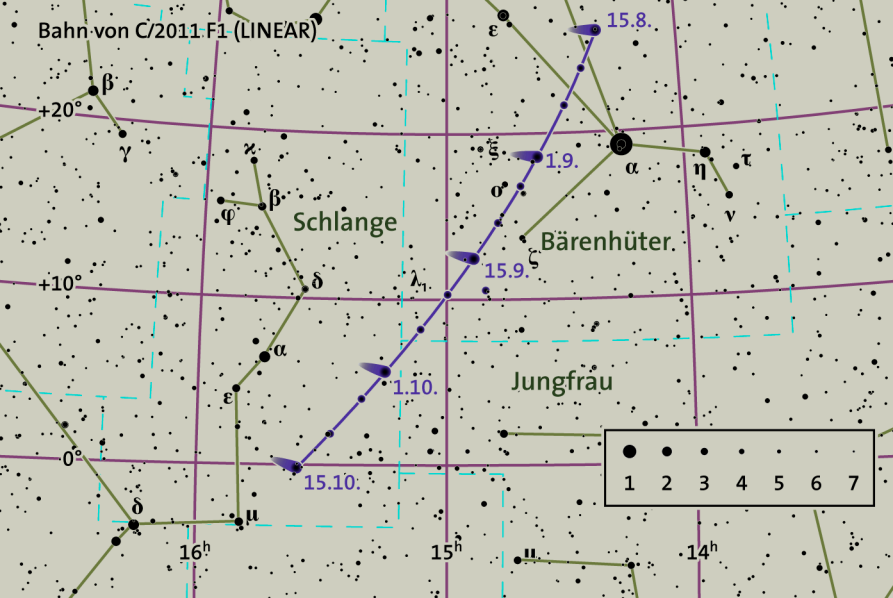 Bahn von C/2011 F1 (LINEAR)
ε
15.8.
β
+20°
γ
ϰ
ξ
1.9.
α
η
τ
φ
β
ο
ν
Schlange
Bärenhüter
ζ
15.9.
+10°
δ
λ₁
α
1.10.
Jungfrau
ε
0°
15.10.
1 2 3 4 5 6 7
δ
μ
16h
15h
14h
μ